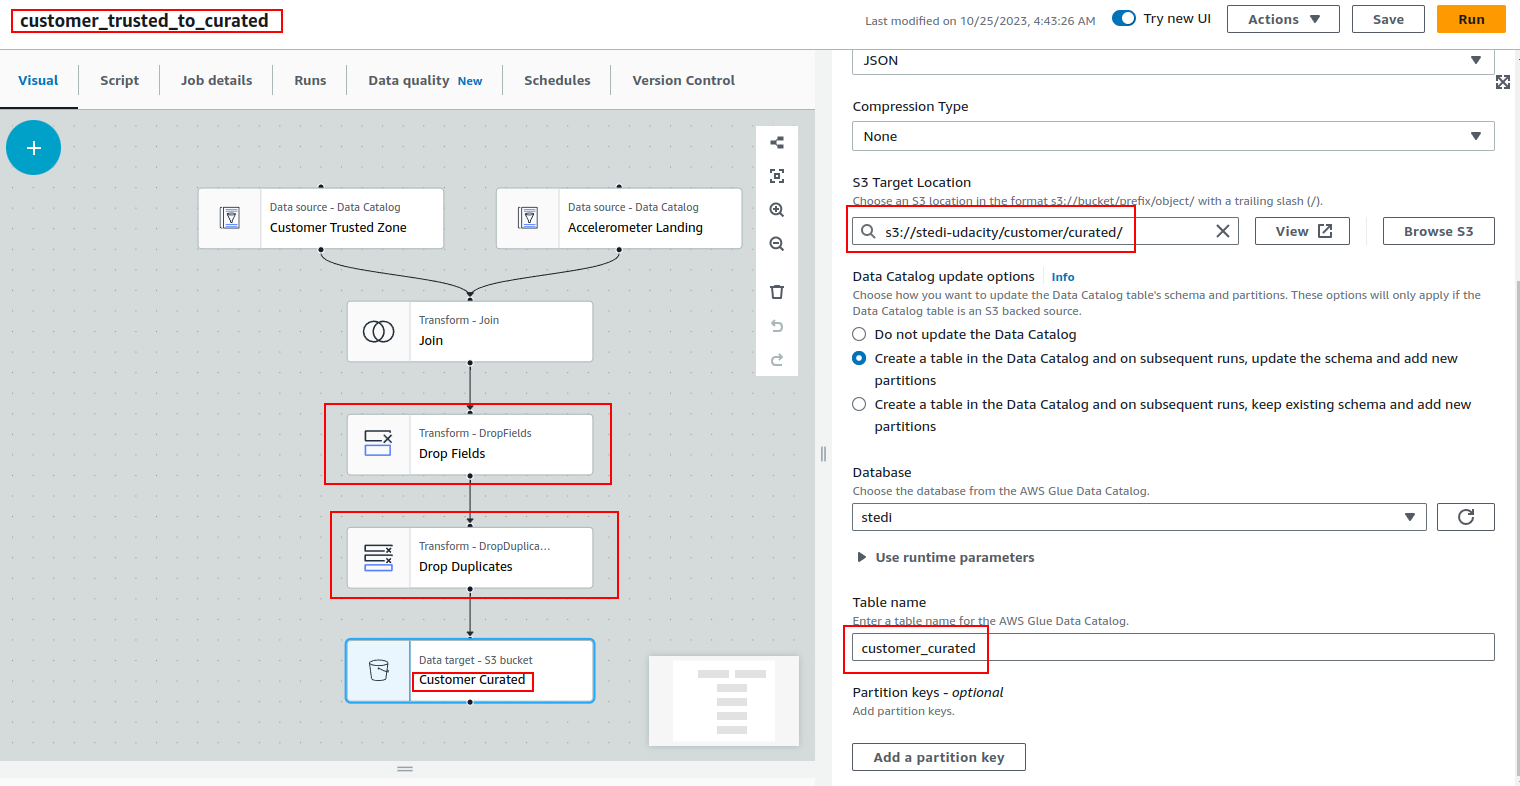 customer_trusted_to_curated
Last modified on 10/25/2023, 4:43:26 AM
Try new UI
Actions
Save
Run
Visual
Script
Job details
Runs
Data quality New
Schedules
Version Control
Data source - Data Catalog
Customer Trusted Zone
Data source - Data Catalog
Accelerometer Landing
Transform - Join
Join
Transform - DropFields
Drop Fields
Transform - DropDuplica...
Drop Duplicates
Data target - S3 bucket
Customer Curated
JSON
Compression Type
None
S3 Target Location
Choose an S3 location in the format s3://bucket/prefix/object/ with a trailing slash (/).
s3://stedi-udacity/customer/curated/
View
Browse S3
Data Catalog update options
Info
Choose how you want to update the Data Catalog table's schema and partitions. These options will only apply if the
Data Catalog table is an S3 backed source.
Do not update the Data Catalog
Create a table in the Data Catalog and on subsequent runs, update the schema and add new
partitions
Create a table in the Data Catalog and on subsequent runs, keep existing schema and add new
partitions
Database
Choose the database from the AWS Glue Data Catalog.
stedi
Use runtime parameters
Table name
Enter a table name for the AWS Glue Data Catalog.
customer_curated
Partition keys - optional
Add partition keys.
Add a partition key